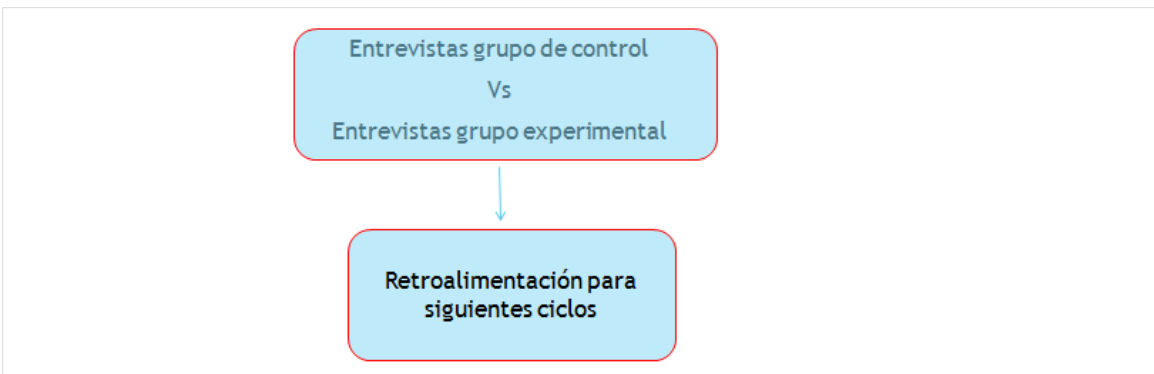 Entrevistas grupo de control
Vs
Entrevistas grupo experimental
Retroalimentación para
siguientes ciclos